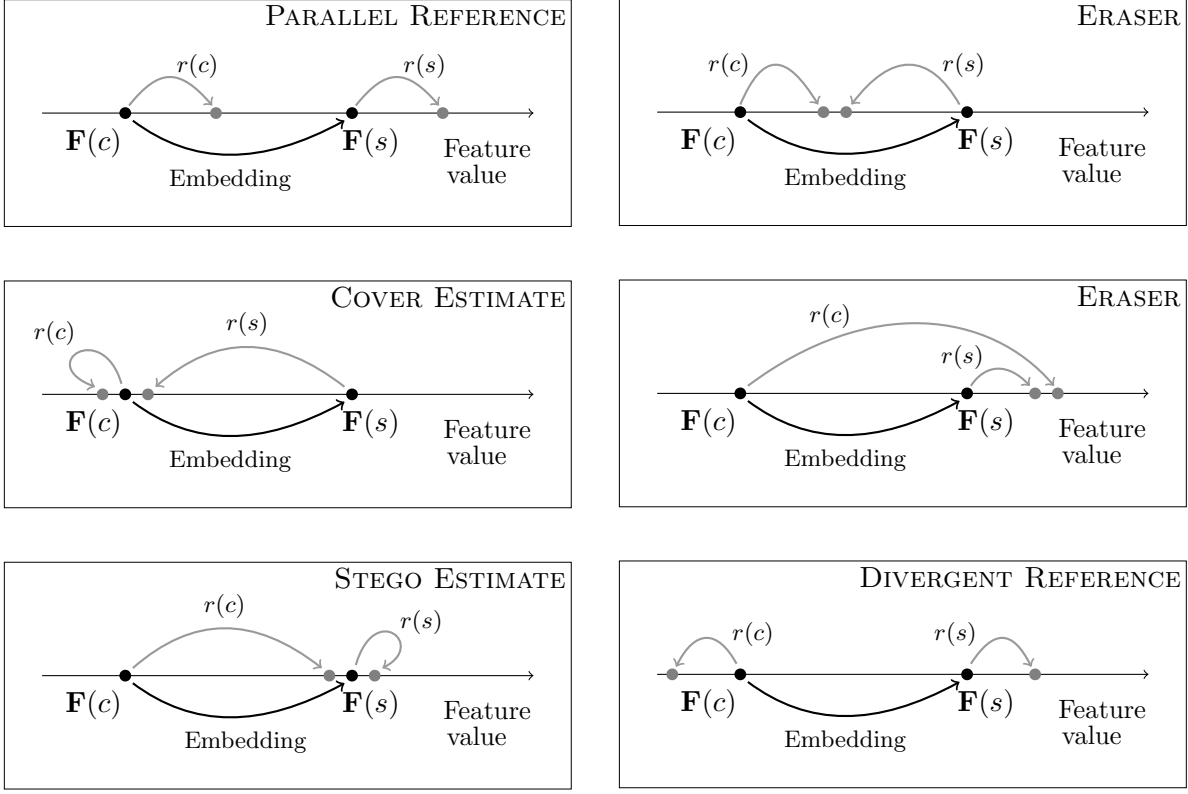 PARALLEL REFERENCE
r(c)
r(s)
F(c)
F(s)
Embedding
Feature
value
ERASER
r(c)
r(s)
F(c)
F(s)
Embedding
Feature
value
COVER ESTIMATE
r(c)
r(s)
F(c)
F(s)
Embedding
Feature
value
ERASER
r(c)
r(s)
F(c)
F(s)
Embedding
Feature
value
STEGO ESTIMATE
r(c)
r(s)
F(c)
F(s)
Embedding
Feature
value
DIVERGENT REFERENCE
r(c)
r(s)
F(c)
F(s)
Embedding
Feature
value